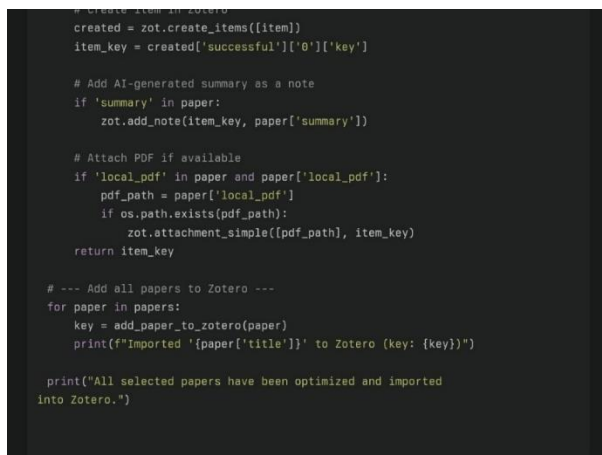 # Create item in Zotero
created = zot.create_items([item])
item_key = created['successful']['0']['key']
# Add AI-generated summary as a note
if 'summary' in paper:
zot.add_note(item_key, paper['summary'])
# Attach PDF if available
if 'local_pdf' in paper and paper['local_pdf']:
pdf_path = paper['local_pdf']
if os.path.exists(pdf_path):
zot.attachment_simple([pdf_path], item_key)
return item_key
# --- Add all papers to Zotero ---
for paper in papers:
key = add_paper_to_zotero(paper)
print(f"Imported '{paper['title']}' to Zotero (key: {key})")
print("All selected papers have been optimized and imported
into Zotero.")